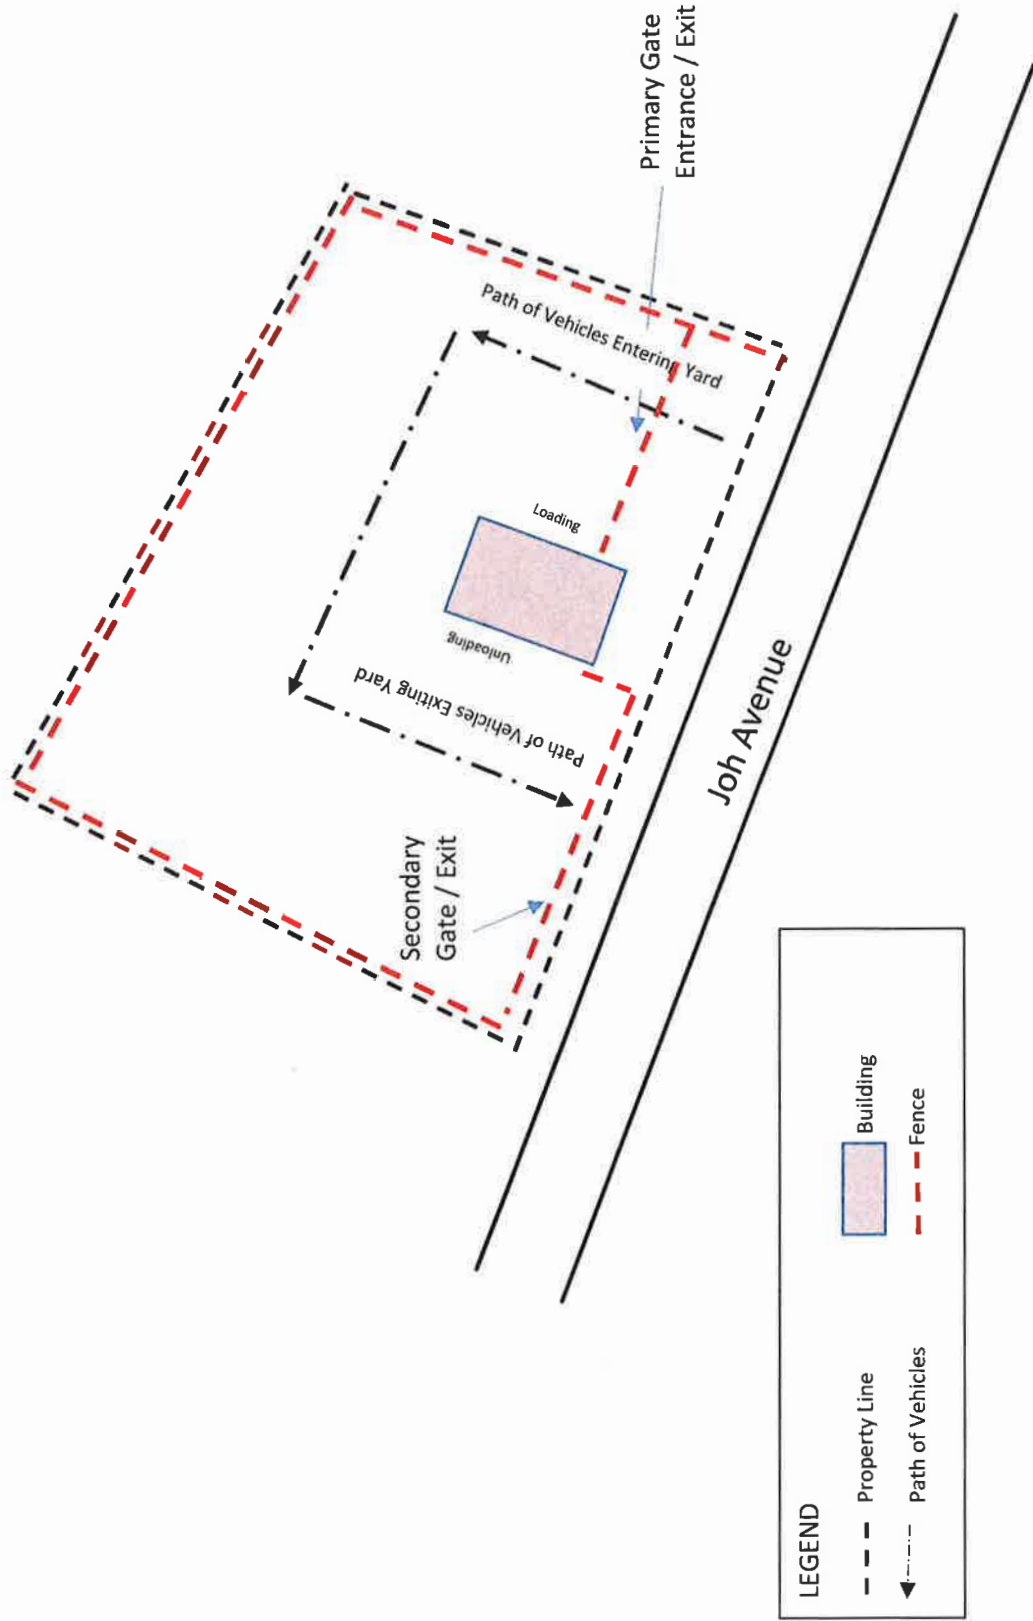 Primary Gate
Entrance / Exit
Path of Vehicles Entering Yard
Loading
Unloading
Path of Vehicles Exiting Yard
Secondary
Gate / Exit
Joh Avenue
LEGEND
Property Line
Building
Path of Vehicles
Fence